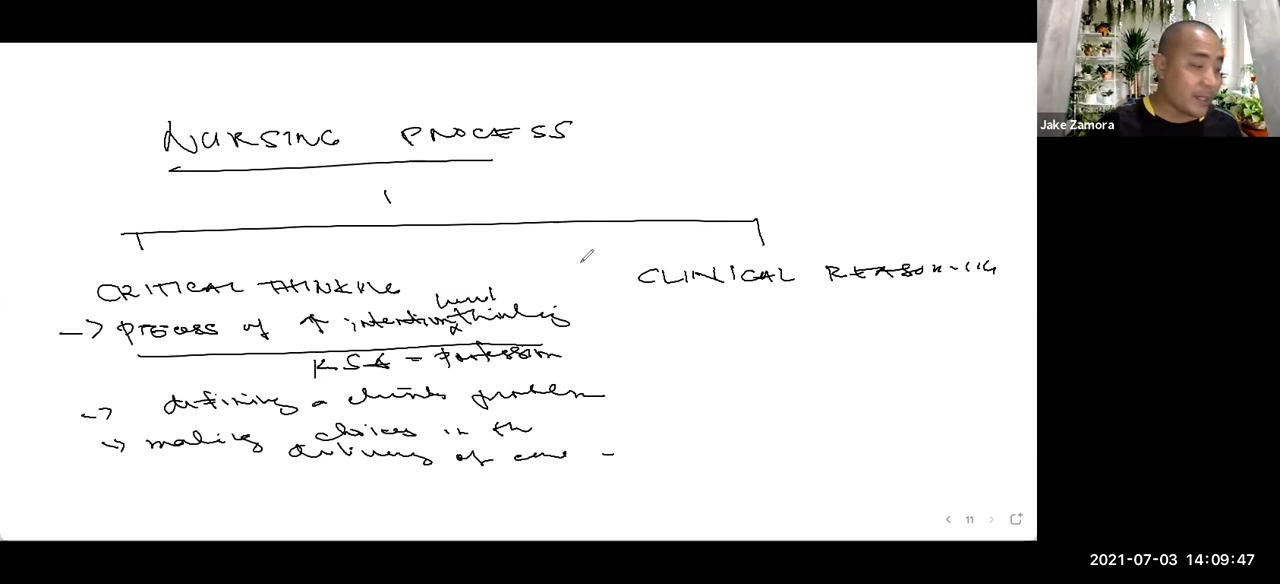 NURSING PROCESS
CRITICAL THINKING
CLINICAL REASONING
-> process of ↑ intentiong thinking
level
KSA = profession
-> defining a client's problem
-> making choices in the
delivery of care -
Jake Zamora
< 11 >
2021-07-03 14:09:47